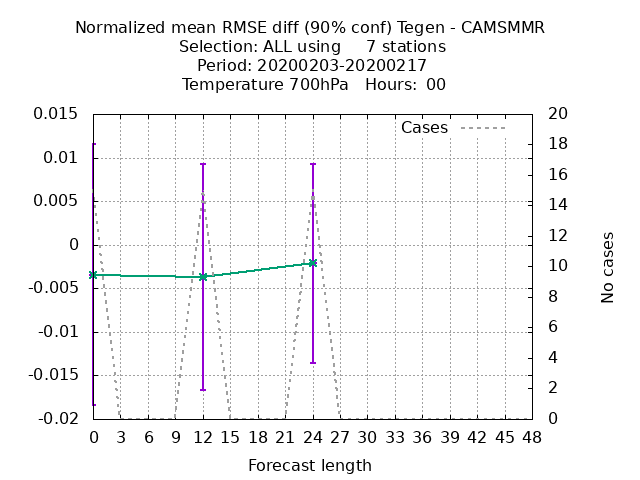 Normalized mean RMSE diff (90% conf) Tegen - CAMSMMR
Selection: ALL using     7 stations
Period: 20200203-20200217
Temperature 700hPa   Hours:  00
Cases
0.015
0.01
0.005
0
-0.005
-0.01
-0.015
-0.02
20
18
16
14
12
10
8
6
4
2
0
No cases
0 3 6 9 12 15 18 21 24 27 30 33 36 39 42 45 48
Forecast length